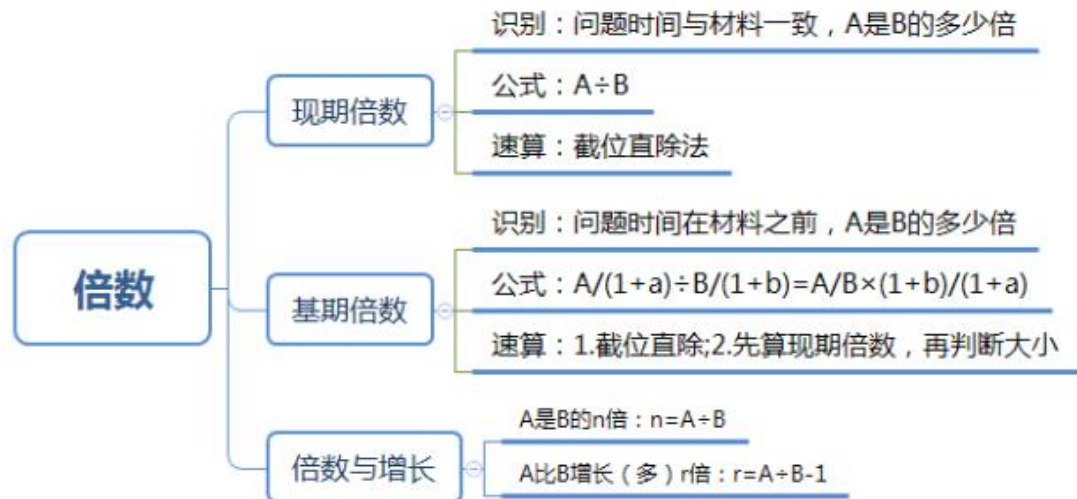 倍数
现期倍数
识别：问题时间与材料一致，A是B的多少倍
公式：A÷B
速算：截位直除法
基期倍数
识别：问题时间在材料之前，A是B的多少倍
公式：A/(1+a)÷B/(1+b)=A/B×(1+b)/(1+a)
速算：1.截位直除;2.先算现期倍数，再判断大小
倍数与增长
A是B的n倍：n=A÷B
A比B增长（多）r倍：r=A÷B-1